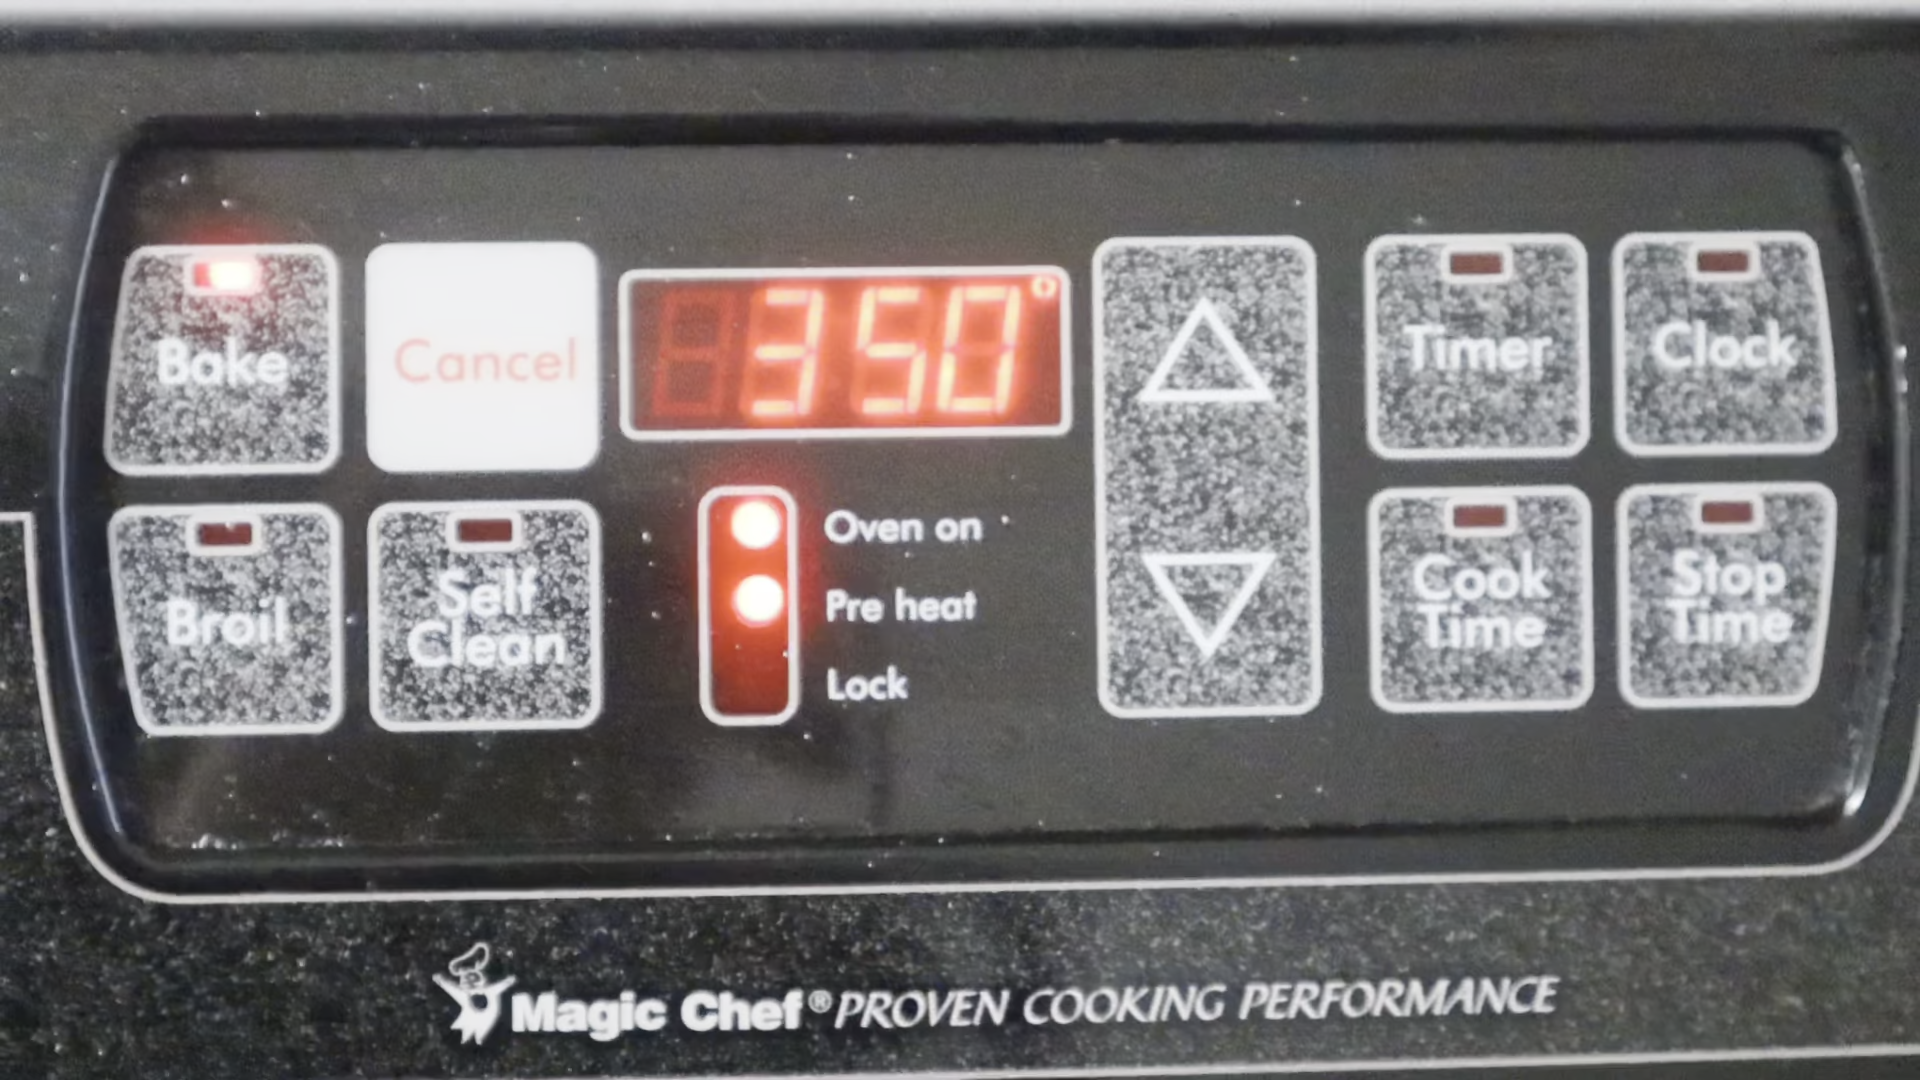 Bake
Cancel
350°
Timer
Clock
Broil
Self
Clean
Oven on
Pre heat
Lock
Cook
Time
Stop
Time
Magic Chef® PROVEN COOKING PERFORMANCE